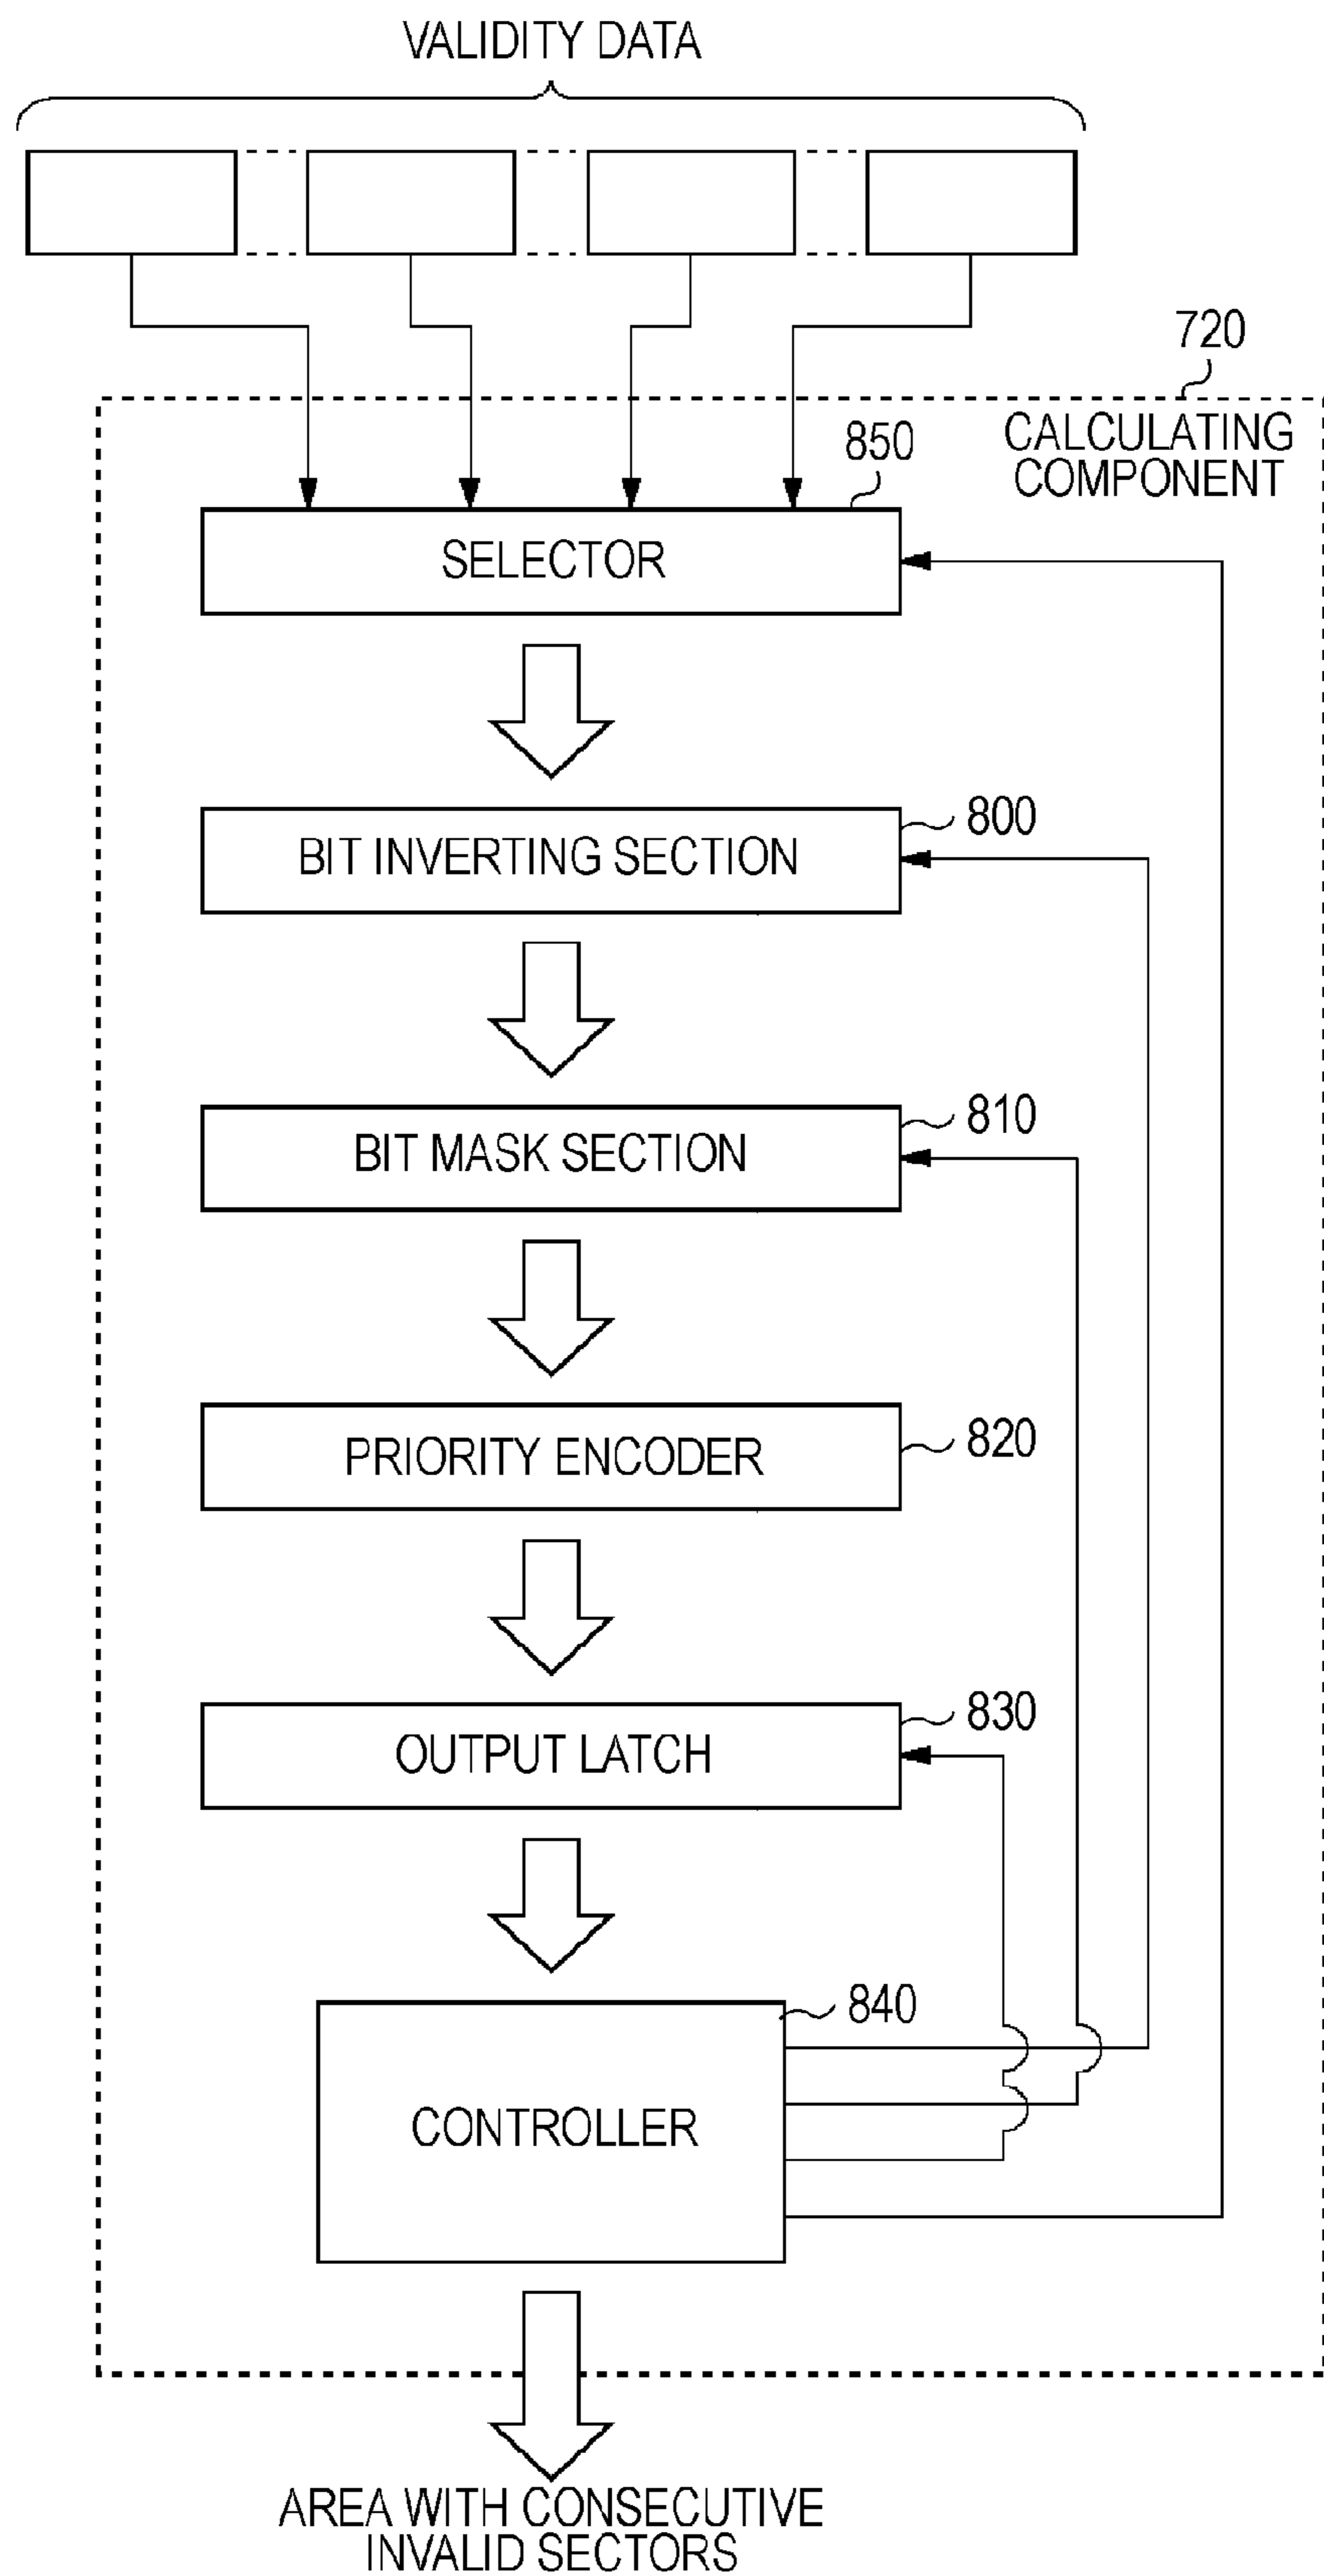 VALIDITY DATA
720
CALCULATING
COMPONENT
850
SELECTOR
800
BIT INVERTING SECTION
810
BIT MASK SECTION
820
PRIORITY ENCODER
830
OUTPUT LATCH
840
CONTROLLER
AREA WITH CONSECUTIVE
INVALID SECTORS